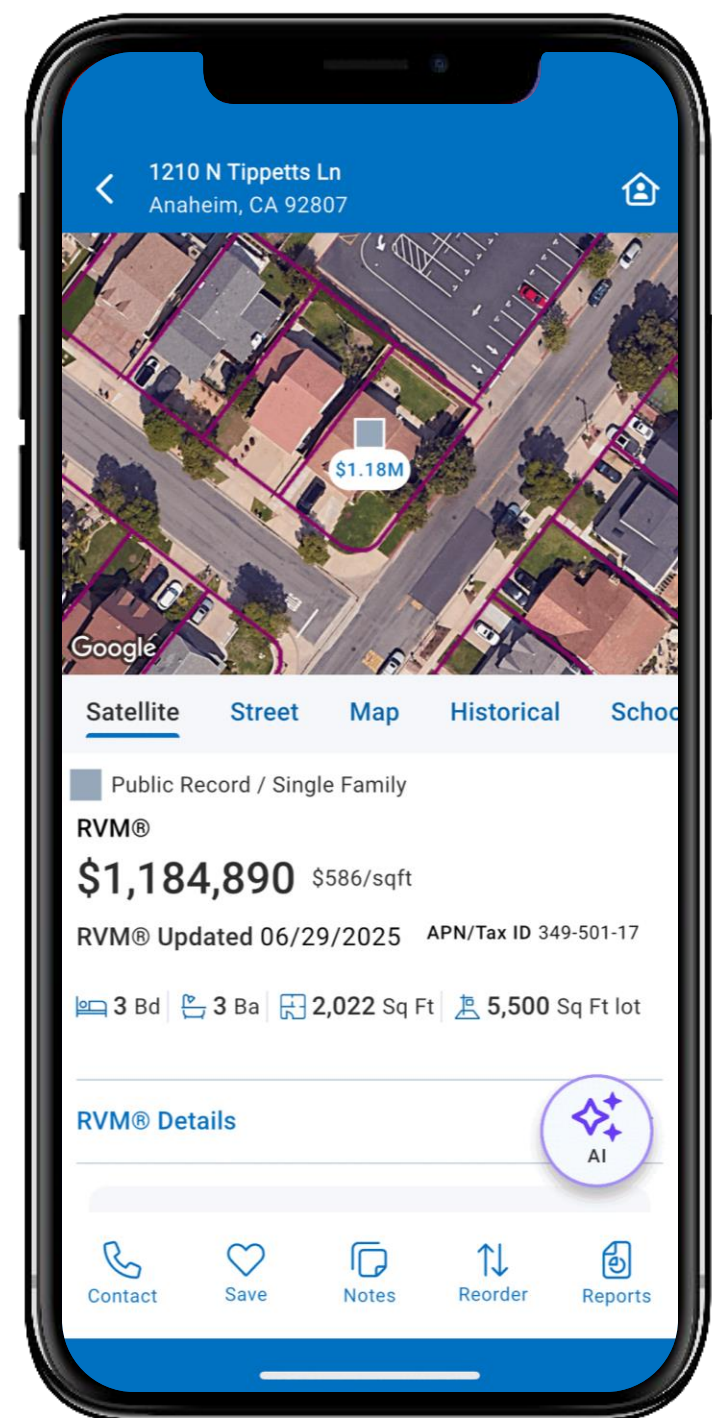 1210 N Tippetts Ln
Anaheim, CA 92807
$1.18M
Google
Satellite Street Map Historical Schoo
Public Record / Single Family
RVM®
$1,184,890 $586/sqft
RVM® Updated 06/29/2025 APN/Tax ID 349-501-17
3 Bd 3 Ba 2,022 Sq Ft 5,500 Sq Ft lot
RVM® Details
AI
Contact Save Notes Reorder Reports